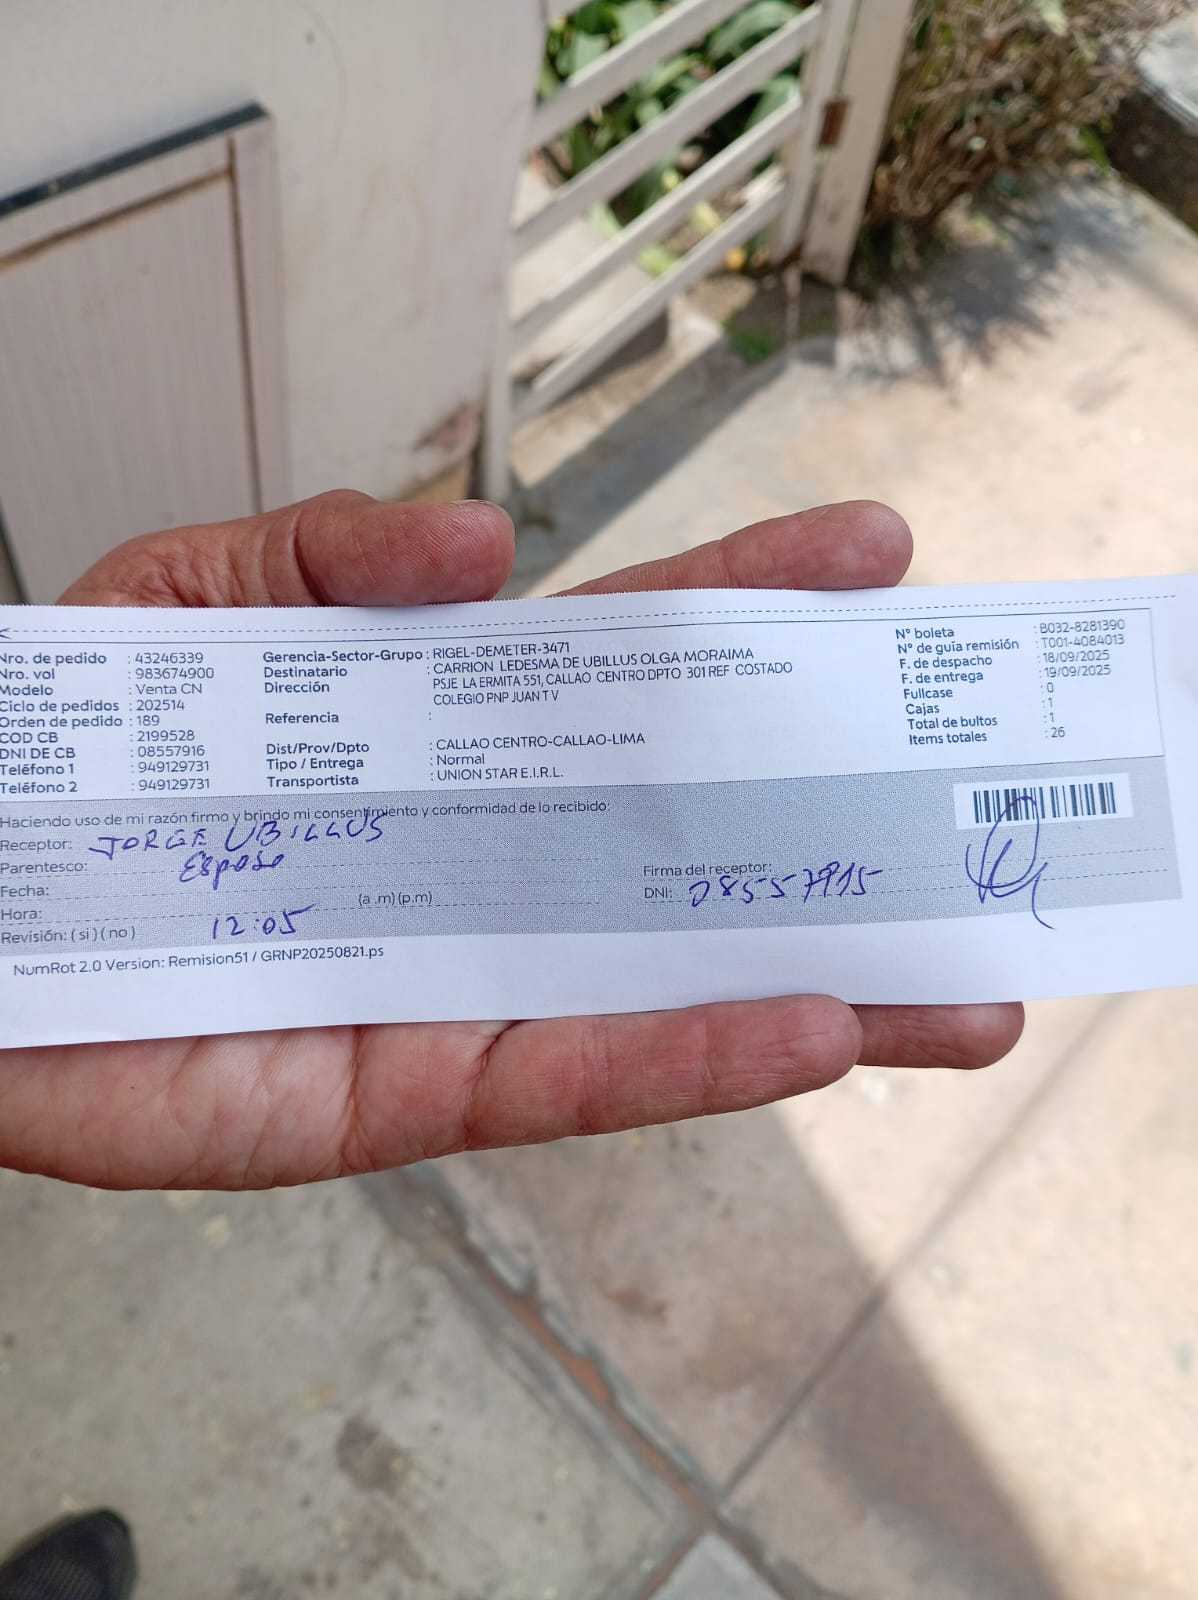 Nro. de pedido : 43246339
Nro. vol : 983674900
Modelo : Venta CN
Ciclo de pedidos : 202514
Orden de pedido : 189
COD CB : 2199528
DNI DE CB : 08557916
Teléfono 1 : 949129731
Teléfono 2 : 949129731
Gerencia-Sector-Grupo : RIGEL-DEMETER-3471
Destinatario : CARRION LEDESMA DE UBILLUS OLGA MORAIMA
Dirección PSJE LA ERMITA 551, CALLAO CENTRO DPTO 301 REF COSTADO
COLEGIO PNP JUAN T V
Referencia :
Dist/Prov/Dpto : CALLAO CENTRO-CALLAO-LIMA
Tipo / Entrega : Normal
Transportista : UNION STAR E.I.R.L.
N° boleta : B032-8281390
N° de guía remisión : T001-4084013
F. de despacho : 18/09/2025
F. de entrega : 19/09/2025
Fullcase : 0
Cajas : 1
Total de bultos : 1
Items totales : 26
Haciendo uso de mi razón firmo y brindo mi consentimiento y conformidad de lo recibido:
Receptor: JORGE UBILLUS
Parentesco: Esposo
Fecha:
Hora: 12:05 (a .m) (p.m)
Revisión: ( si ) ( no )
Firma del receptor:
DNI: 08557915
NumRot 2.0 Version: Remision51 / GRNP20250821.ps